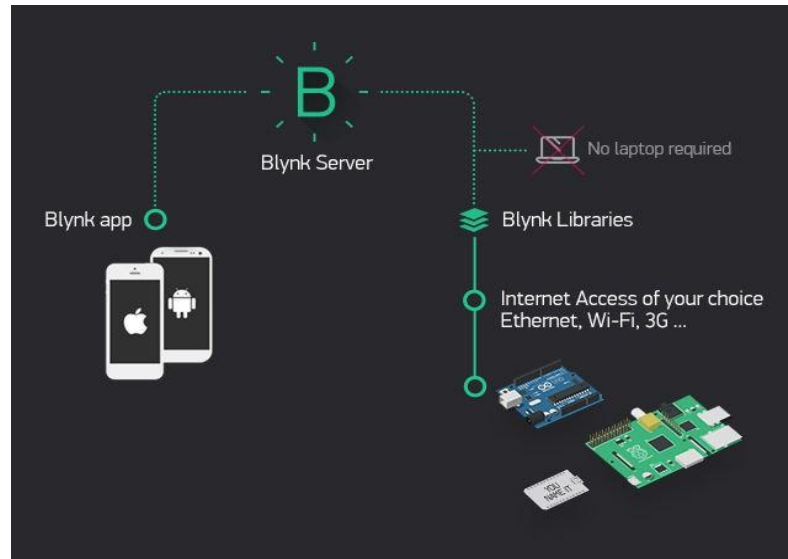 B
Blynk Server
No laptop required
Blynk app
Blynk Libraries
Internet Access of your choice
Ethernet, Wi-Fi, 3G ...
YOU
NAME IT